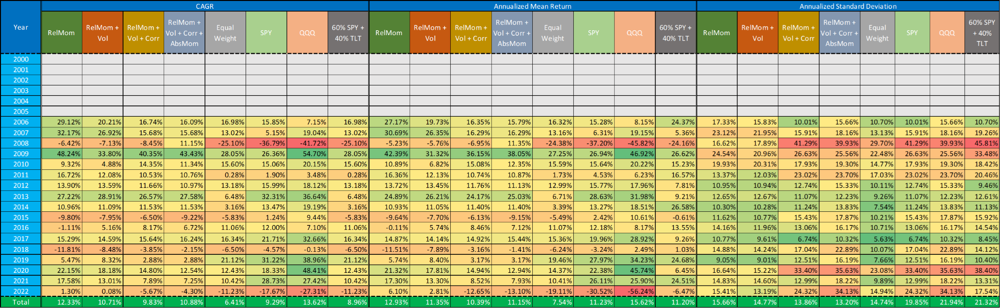 CAGR Annualized Mean Return Annualized Standard Deviation
Year RelMom RelMom + Vol RelMom + Vol + Corr RelMom + Vol + Corr + AbsMom Equal Weight SPY QQQ 60% SPY + 40% TLT RelMom RelMom + Vol RelMom + Vol + Corr RelMom + Vol + Corr + AbsMom Equal Weight SPY QQQ 60% SPY + 40% TLT RelMom RelMom + Vol RelMom + Vol + Corr RelMom + Vol + Corr + AbsMom Equal Weight SPY QQQ 60% SPY + 40% TLT
2000
2001
2002
2003
2004
2005
2006 29.12% 20.21% 16.74% 16.09% 16.98% 15.85% 7.15% 16.98% 27.17% 19.73% 16.35% 15.79% 16.32% 15.28% 8.15% 24.37% 17.33% 15.83% 10.01% 15.66% 10.70% 10.01% 15.66% 10.70%
2007 32.17% 26.92% 15.68% 15.68% 13.02% 5.15% 19.04% 13.02% 30.69% 26.35% 16.29% 16.29% 13.16% 6.31% 19.15% 5.36% 23.12% 21.95% 15.91% 18.16% 13.13% 15.91% 18.16% 19.26%
2008 -6.42% -7.13% -8.45% 11.15% -25.10% -36.79% -41.72% -25.10% -5.23% -5.76% -6.95% 11.35% -24.38% -37.20% -45.82% -24.16% 16.62% 17.89% 41.29% 39.93% 29.70% 41.29% 39.93% 45.81%
2009 48.24% 33.80% 40.35% 43.43% 28.05% 26.36% 54.70% 28.05% 42.39% 31.32% 36.15% 38.05% 27.25% 26.94% 46.92% 26.62% 24.54% 20.96% 26.63% 25.56% 22.48% 26.63% 25.56% 33.48%
2010 9.32% 4.88% 14.35% 11.34% 15.60% 15.06% 20.15% 15.60% 10.89% 6.82% 15.08% 12.35% 15.59% 15.64% 20.22% 15.23% 19.93% 20.31% 17.93% 19.30% 14.77% 17.93% 19.30% 18.42%
2011 16.72% 12.08% 10.53% 10.76% 0.28% 1.90% 3.48% 0.28% 16.36% 12.13% 10.74% 10.87% 1.73% 4.53% 6.23% 16.57% 13.37% 12.03% 23.02% 23.70% 17.03% 23.02% 23.70% 20.46%
2012 13.90% 13.59% 11.66% 10.97% 13.18% 15.99% 18.12% 13.18% 13.72% 13.45% 11.76% 11.13% 12.99% 15.77% 17.96% 7.81% 10.95% 10.94% 12.74% 15.33% 10.11% 12.74% 15.33% 9.46%
2013 27.22% 28.91% 26.57% 27.58% 6.48% 32.31% 36.64% 6.48% 24.89% 26.21% 24.17% 25.03% 6.71% 28.63% 31.98% 9.21% 12.65% 12.67% 11.07% 12.23% 9.26% 11.07% 12.23% 12.61%
2014 10.96% 11.09% 11.53% 11.53% 3.16% 13.47% 19.19% 3.16% 10.93% 11.05% 11.40% 11.40% 3.39% 13.27% 18.51% 26.58% 10.30% 10.28% 11.24% 13.83% 7.54% 11.24% 13.83% 11.13%
2015 -9.80% -7.95% -6.50% -9.22% -5.83% 1.24% 9.44% -5.83% -9.64% -7.70% -6.13% -9.15% -5.49% 2.42% 10.61% -0.61% 11.62% 10.77% 15.43% 17.87% 10.21% 15.43% 17.87% 15.92%
2016 -1.11% 5.16% 8.17% 6.72% 11.06% 12.00% 7.10% 11.06% -0.11% 5.74% 8.46% 7.12% 11.07% 12.18% 8.17% 13.55% 14.16% 11.96% 13.06% 16.17% 10.71% 13.06% 16.17% 14.54%
2017 15.29% 14.59% 15.64% 16.24% 16.34% 21.71% 32.66% 16.34% 14.87% 14.14% 14.92% 15.44% 15.36% 19.96% 28.92% 9.26% 10.77% 9.61% 6.74% 10.32% 5.63% 6.74% 10.32% 8.45%
2018 -11.81% -8.48% -3.85% -2.15% -6.50% -4.57% -0.13% -6.50% -11.51% -7.89% -3.16% -1.41% -6.24% -3.24% 2.49% 1.03% 14.88% 14.24% 17.04% 22.89% 10.07% 17.04% 22.89% 14.12%
2019 5.47% 8.32% 2.88% 2.88% 21.12% 31.22% 38.96% 21.12% 5.74% 8.40% 3.17% 3.17% 19.46% 27.97% 34.23% 24.68% 9.05% 9.01% 12.51% 16.19% 7.66% 12.51% 16.19% 10.40%
2020 22.15% 18.18% 14.80% 12.54% 12.43% 18.33% 48.41% 12.43% 21.32% 17.81% 14.94% 12.94% 14.37% 22.38% 45.74% 6.45% 16.64% 15.22% 33.40% 35.63% 23.08% 33.40% 35.63% 38.40%
2021 17.58% 13.01% 7.89% 7.25% 10.42% 28.73% 27.42% 10.42% 17.30% 13.30% 8.52% 7.93% 10.41% 26.11% 25.90% 24.51% 14.83% 14.60% 12.99% 18.22% 9.89% 12.99% 18.22% 13.31%
2022 1.30% 0.08% -5.67% -4.30% -11.23% -17.67% -27.31% -11.23% 6.10% 2.81% -12.65% -13.10% -19.11% -30.52% -56.24% -6.47% 15.41% 13.19% 24.32% 34.13% 14.94% 24.32% 34.13% 17.54%
Total 12.33% 10.71% 9.83% 10.88% 6.41% 9.29% 13.62% 8.96% 12.93% 11.35% 10.39% 11.15% 7.54% 11.23% 15.62% 11.20% 15.66% 14.77% 13.86% 13.20% 14.74% 19.85% 21.94% 21.32%